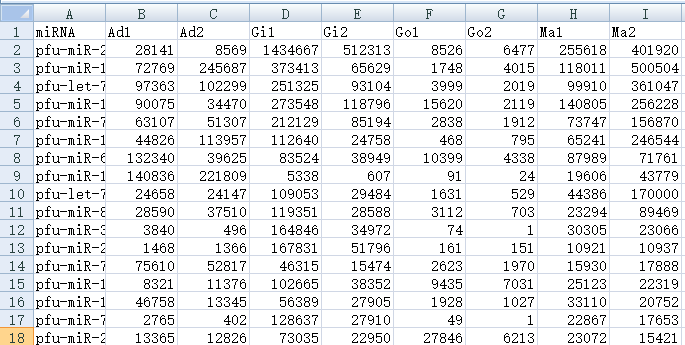 A B C D E F G H I
1 miRNA Ad1 Ad2 Gi1 Gi2 Go1 Go2 Ma1 Ma2
2 pfu-miR-2 28141 8569 1434667 512313 8526 6477 255618 401920
3 pfu-miR-1 72769 245687 373413 65629 1748 4015 118011 500504
4 pfu-let-7 97363 102299 251325 93104 3999 2019 99910 361047
5 pfu-miR-1 90075 34470 273548 118796 15620 2119 140805 256228
6 pfu-miR-7 63107 51307 212129 85194 2838 1912 73747 156870
7 pfu-miR-1 44826 113957 112640 24758 468 795 65241 246544
8 pfu-miR-6 132340 39625 83524 38949 10399 4338 87989 71761
9 pfu-miR-1 140836 221809 5338 607 91 24 19606 43779
10 pfu-let-7 24658 24147 109053 29484 1631 529 44386 170000
11 pfu-miR-8 28590 37510 119351 28588 3112 703 23294 89469
12 pfu-miR-3 3840 496 164846 34972 74 1 30305 23066
13 pfu-miR-2 1468 1366 167831 51796 161 151 10921 10937
14 pfu-miR-7 75610 52817 46315 15474 2623 1970 15930 17888
15 pfu-miR-1 8321 11376 102665 38352 9435 7031 25123 22319
16 pfu-miR-1 46758 13345 56389 27905 1928 1027 33110 20752
17 pfu-miR-7 2765 402 128637 27910 49 1 22867 17653
18 pfu-miR-2 13365 12826 73035 22950 27846 6213 23072 15421